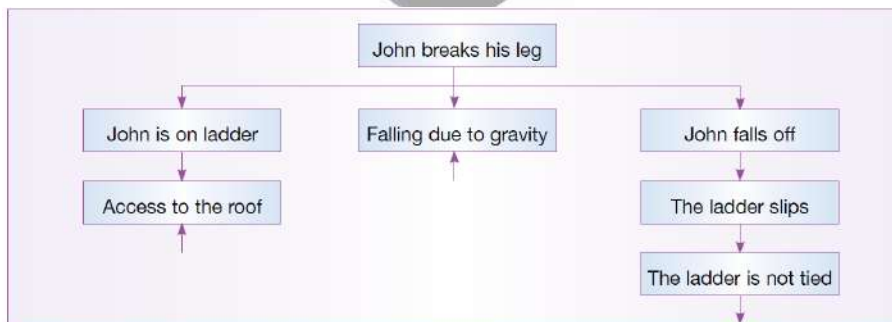 John breaks his leg
John is on ladder
Falling due to gravity
John falls off
Access to the roof
The ladder slips
The ladder is not tied